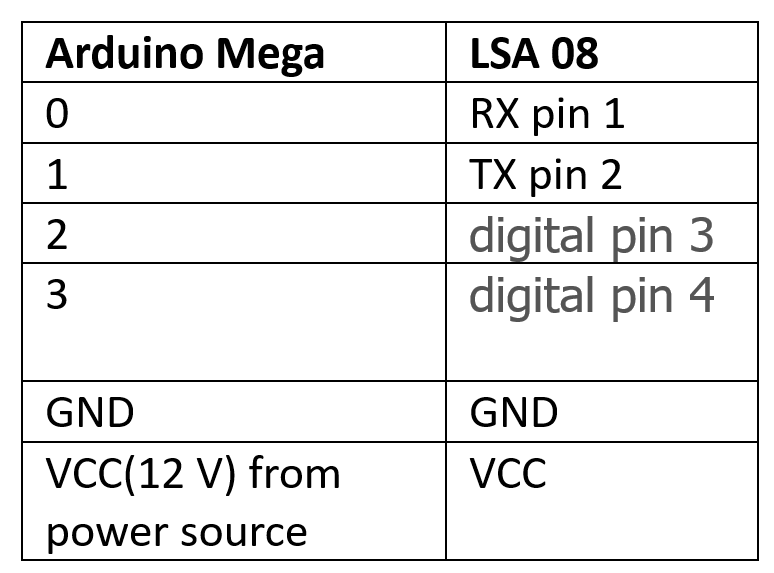 Arduino Mega LSA 08
0 RX pin 1
1 TX pin 2
2 digital pin 3
3 digital pin 4
GND GND
VCC(12 V) from VCC
power source